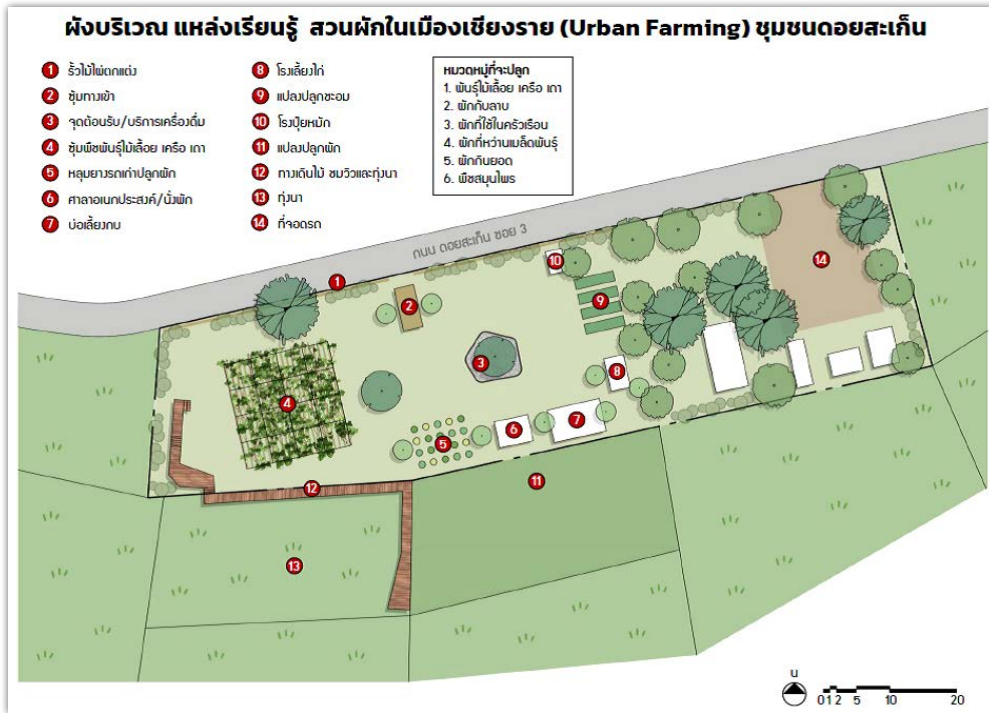 ผังบริเวณ แหล่งเรียนรู้ สวนผักในเมืองเชียงราย (Urban Farming) ชุมชนดอยสะเก็น
1 รั้วไม้ไผ่ตกแต่ง
2 ซุ้มทางเข้า
3 จุดต้อนรับ/บริการเครื่องดื่ม
4 ซุ้มพืชพันธุ์ไม้เลื้อย เครือ เถา
5 หลุมยางรถเก่าปลูกผัก
6 ศาลาอเนกประสงค์/นั่งพัก
7 บ่อเลี้ยงกบ
8 โรงเลี้ยงไก่
9 แปลงปลูกชะอม
10 โรงปุ๋ยหมัก
11 แปลงปลูกผัก
12 ทางเดินไม้ ชมวิวและทุ่งนา
13 ทุ่งนา
14 ที่จอดรถ
หมวดหมู่ที่จะปลูก
1. พันธุ์ไม้เลื้อย เครือ เถา
2. ผักกับลาบ
3. ผักที่ใช้ในครัวเรือน
4. ผักที่หว่านเมล็ดพันธุ์
5. ผักกินยอด
6. พืชสมุนไพร
ถนน ดอยสะเก็น ซอย 3
1
2
3
4
5
6
7
8
9
10
11
12
13
14
น
0 1 2 5 10 20